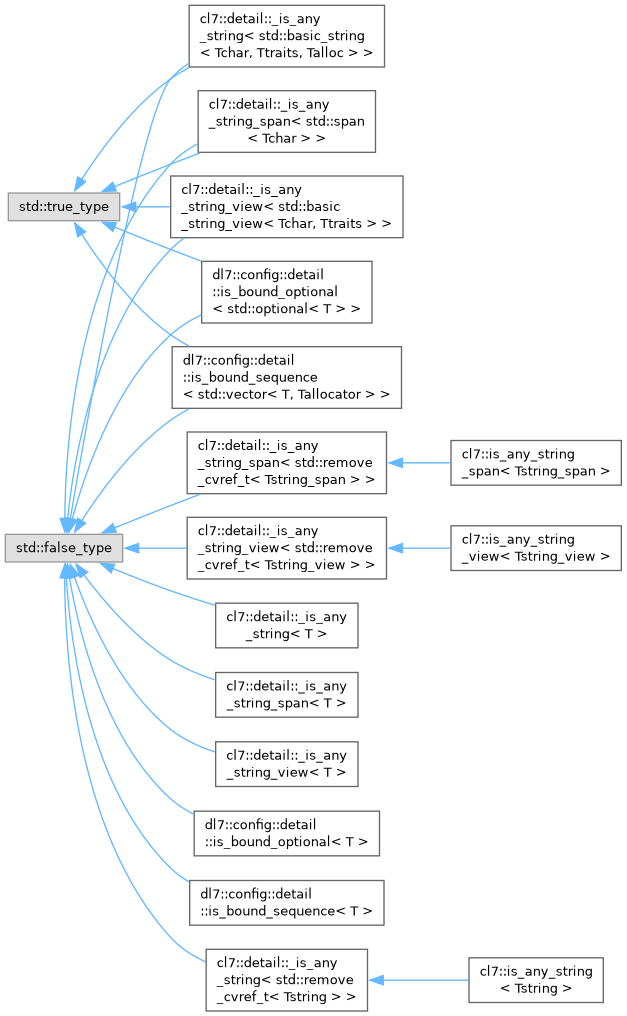 cl7::detail::_is_any
_string< std::basic_string
< Tchar, Ttraits, Talloc > >
cl7::detail::_is_any
_string_span< std::span
< Tchar > >
std::true_type
cl7::detail::_is_any
_string_view< std::basic
_string_view< Tchar, Ttraits > >
dl7::config::detail
::is_bound_optional
< std::optional< T > >
dl7::config::detail
::is_bound_sequence
< std::vector< T, Tallocator > >
cl7::detail::_is_any
_string_span< std::remove
_cvref_t< Tstring_span > >
cl7::is_any_string
_span< Tstring_span >
std::false_type
cl7::detail::_is_any
_string_view< std::remove
_cvref_t< Tstring_view > >
cl7::is_any_string
_view< Tstring_view >
cl7::detail::_is_any
_string< T >
cl7::detail::_is_any
_string_span< T >
cl7::detail::_is_any
_string_view< T >
dl7::config::detail
::is_bound_optional< T >
dl7::config::detail
::is_bound_sequence< T >
cl7::detail::_is_any
_string< std::remove
_cvref_t< Tstring > >
cl7::is_any_string
< Tstring >